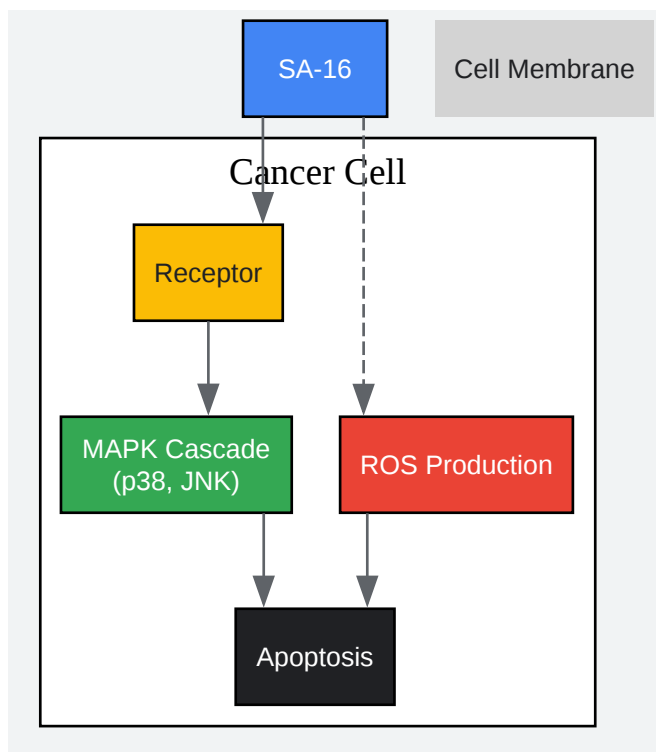 SA-16
Cell Membrane
Cancer Cell
Receptor
MAPK Cascade
(p38, JNK)
ROS Production
Apoptosis